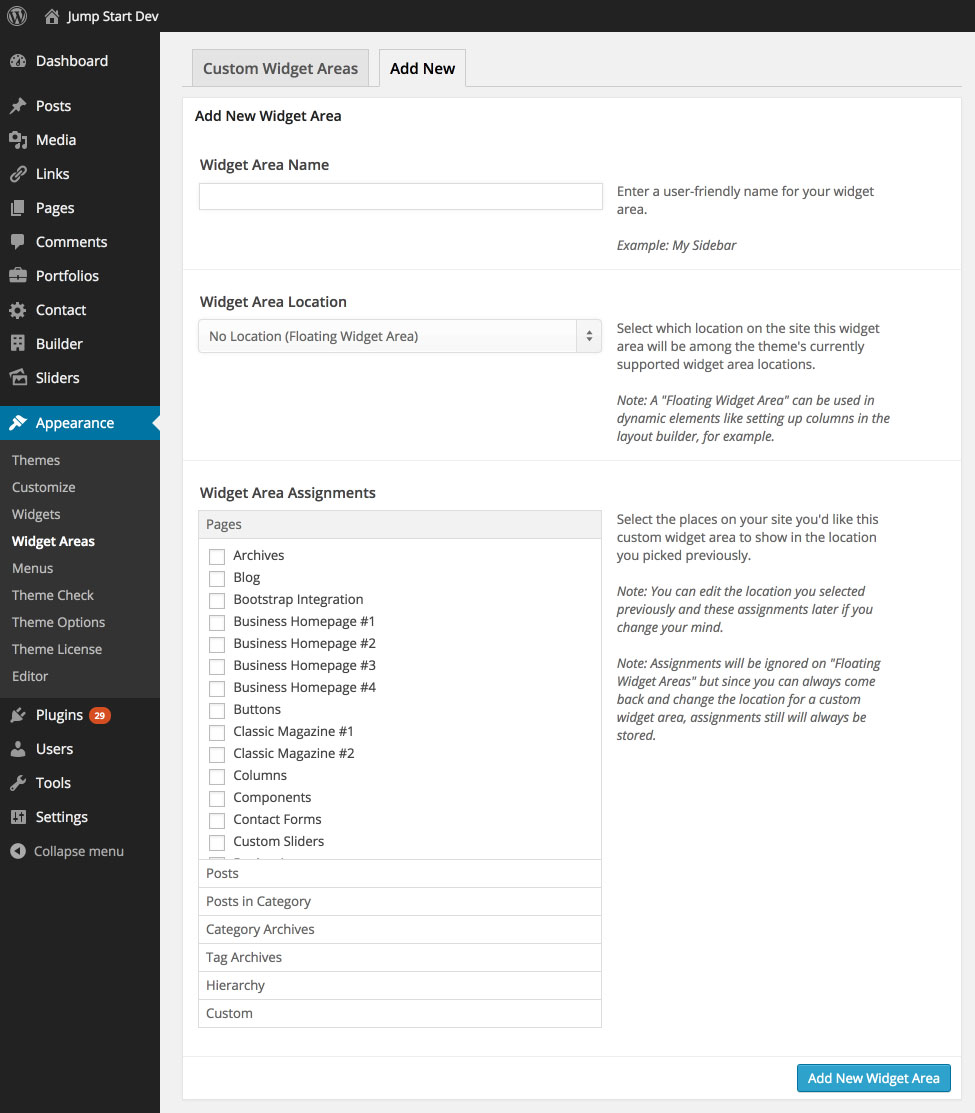 Jump Start Dev
Dashboard
Posts
Media
Links
Pages
Comments
Portfolios
Contact
Builder
Sliders
Appearance
Themes
Customize
Widgets
Widget Areas
Menus
Theme Check
Theme Options
Theme License
Editor
Plugins 29
Users
Tools
Settings
Collapse menu
Custom Widget Areas
Add New
Add New Widget Area
Widget Area Name
Enter a user-friendly name for your widget
area.
Example: My Sidebar
Widget Area Location
No Location (Floating Widget Area)
Select which location on the site this widget
area will be among the theme's currently
supported widget area locations.
Note: A "Floating Widget Area" can be used in
dynamic elements like setting up columns in the
layout builder, for example.
Widget Area Assignments
Pages
Archives
Blog
Bootstrap Integration
Business Homepage #1
Business Homepage #2
Business Homepage #3
Business Homepage #4
Buttons
Classic Magazine #1
Classic Magazine #2
Columns
Components
Contact Forms
Custom Sliders
Posts
Posts in Category
Category Archives
Tag Archives
Hierarchy
Custom
Select the places on your site you'd like this
custom widget area to show in the location
you picked previously.
Note: You can edit the location you selected
previously and these assignments later if you
change your mind.
Note: Assignments will be ignored on "Floating
Widget Areas" but since you can always come
back and change the location for a custom
widget area, assignments still will always be
stored.
Add New Widget Area